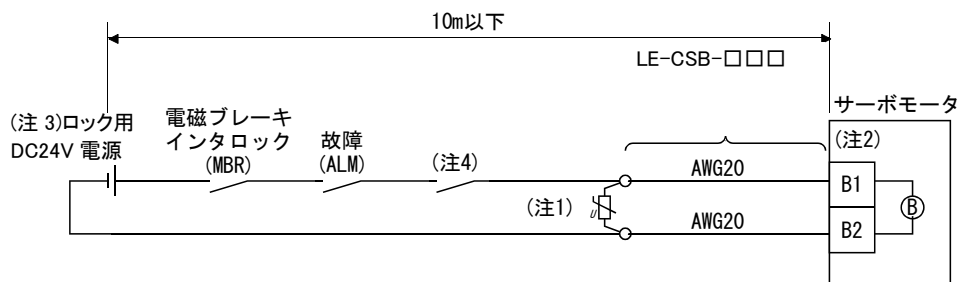 10m以下
LE-CSB-□□□
サーボモータ
(注 3)ロック用
DC24V 電源
電磁ブレーキ
インタロック
(MBR)
故障
(ALM)
(注4)
(注1)
U
AWG20
AWG20
(注2)
B1
B2
B